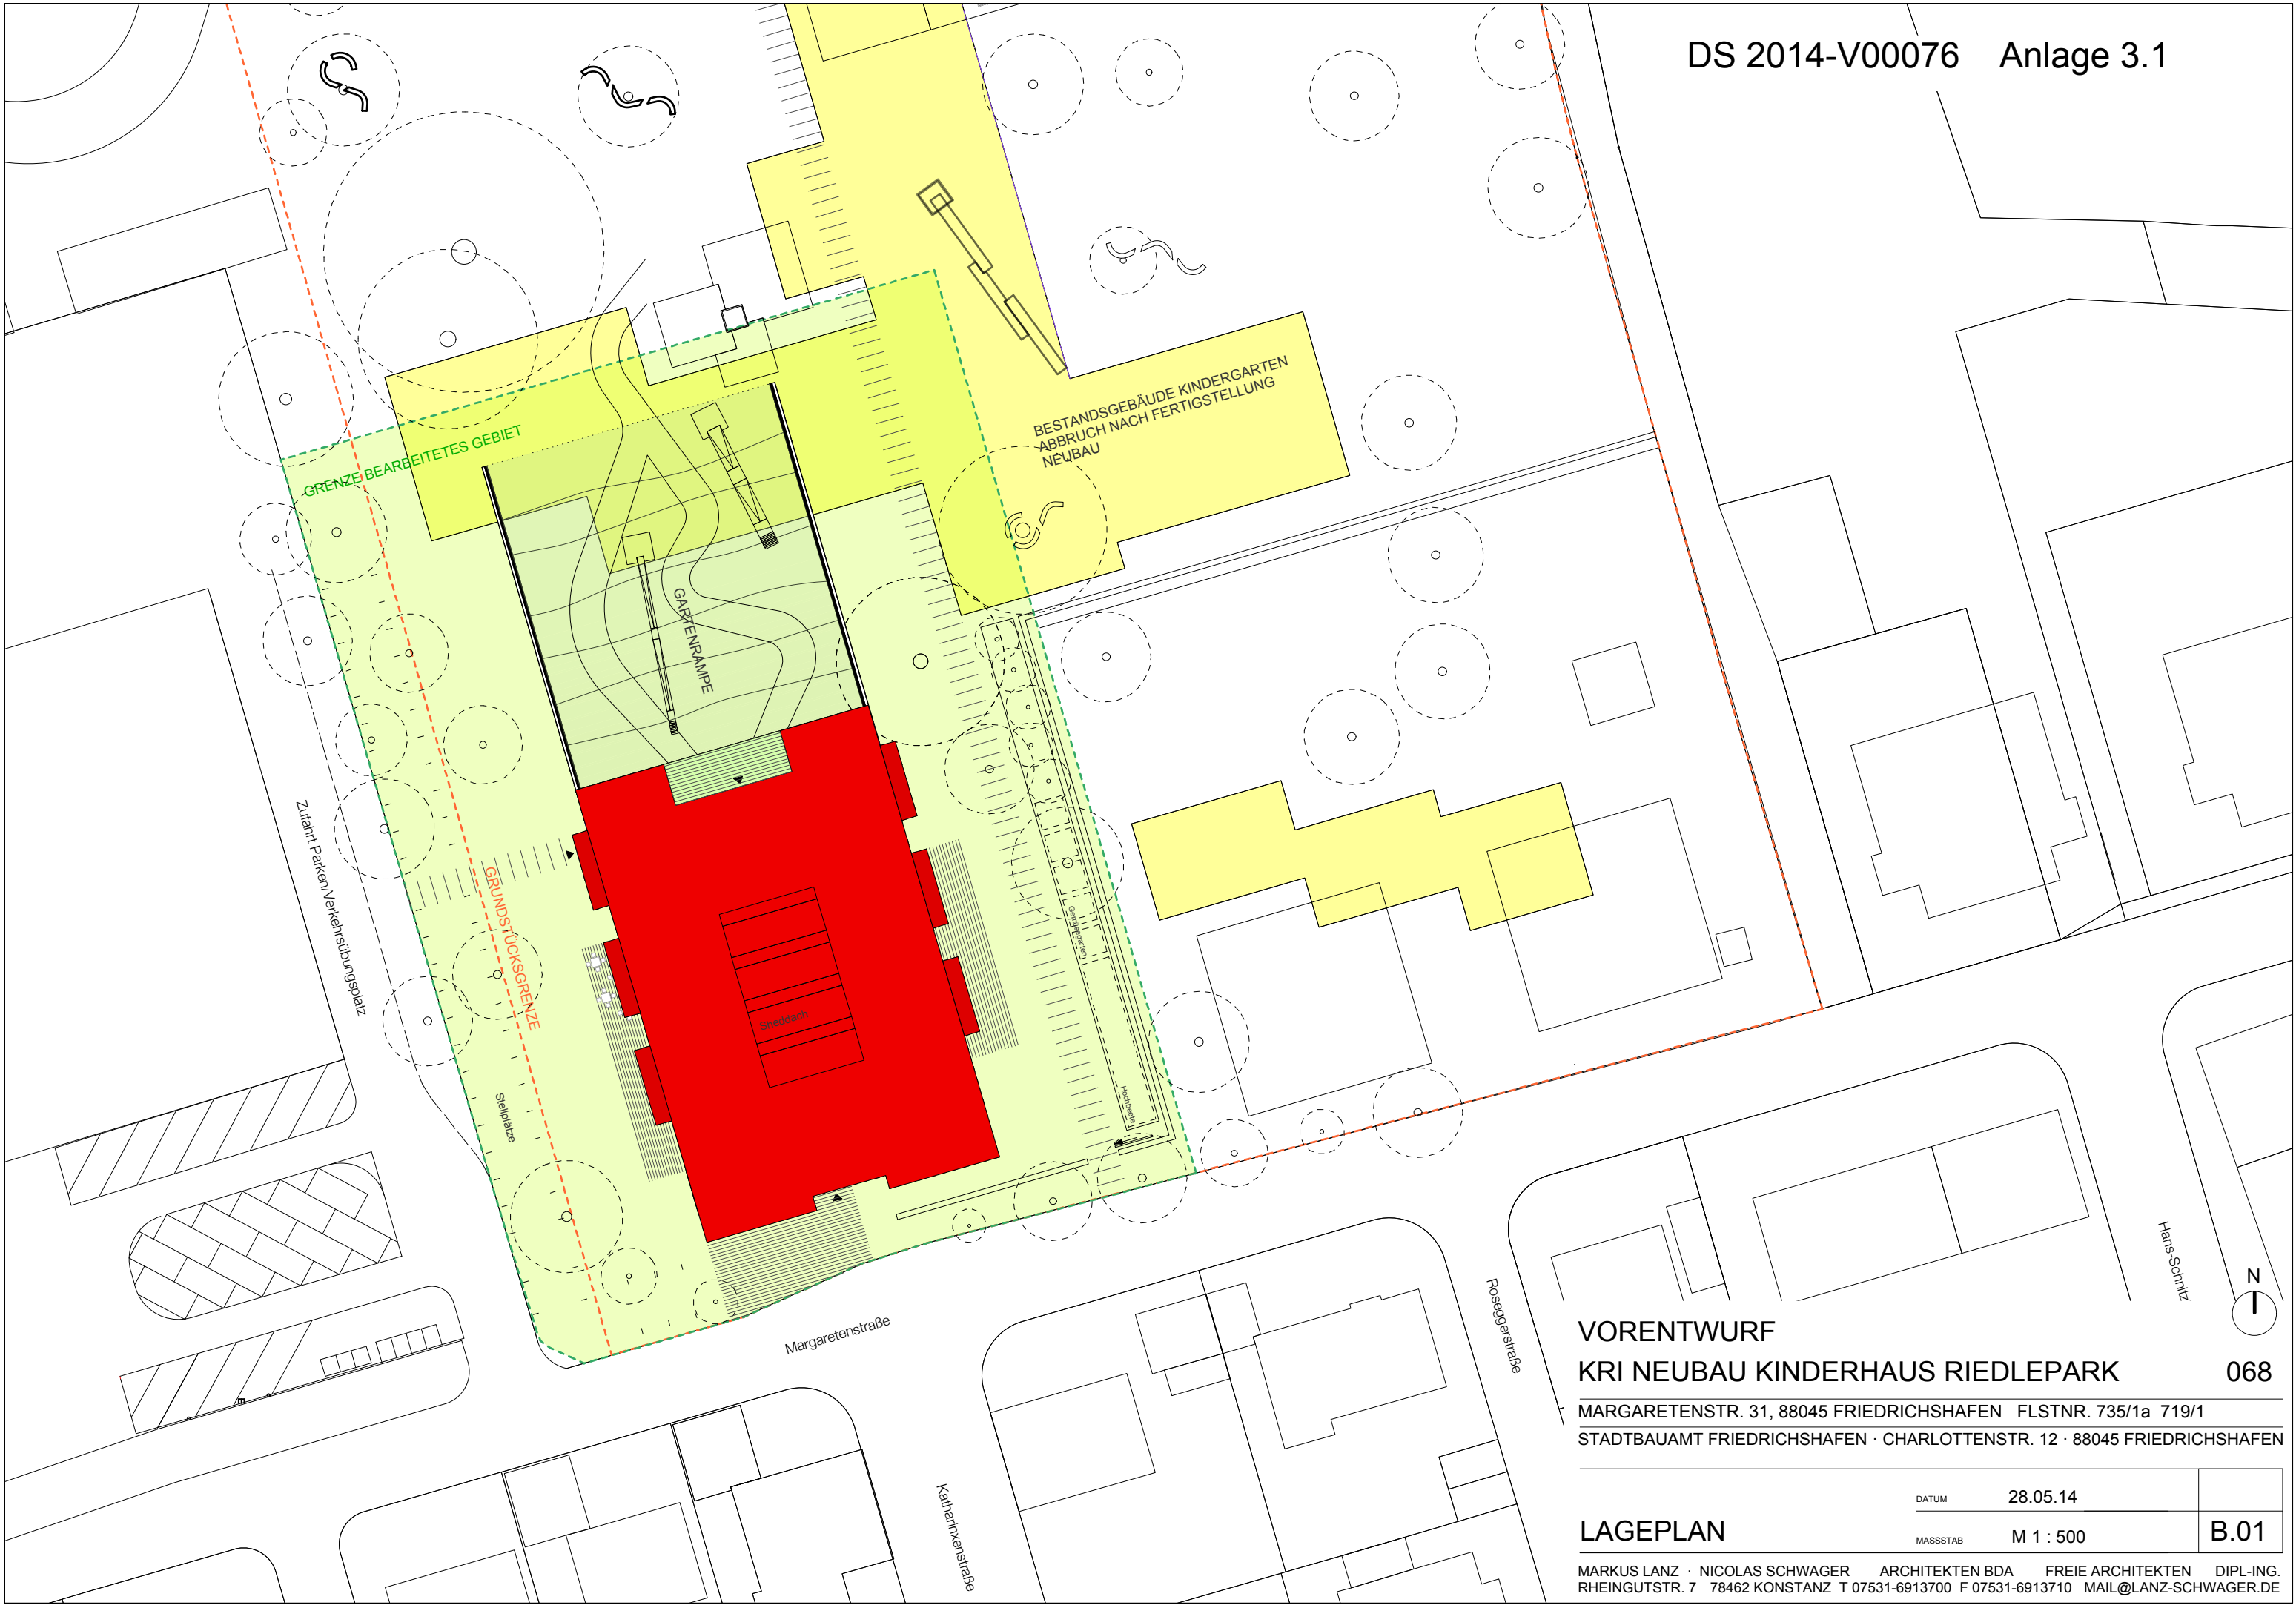 DS 2014-V00076 Anlage 3.1
BESTANDSGEBÄUDE KINDERGARTEN
ABBRUCH NACH FERTIGSTELLUNG
NEUBAU
GRENZE BEARBEITETES GEBIET
GARTENRAMPE
Zufahrt Parken/Verkehrsübungsplatz
GRUNDSTÜCKSGRENZE
Stellplätze
Sheddach
Gemüsegarten
Hochbeete
Margaretenstraße
Katharinenstraße
Roseggerstraße
Hans-Schnitz
N
VORENTWURF
KRI NEUBAU KINDERHAUS RIEDLEPARK 068
MARGARETENSTR. 31, 88045 FRIEDRICHSHAFEN FLSTNR. 735/1a 719/1
STADTBAUAMT FRIEDRICHSHAFEN · CHARLOTTENSTR. 12 · 88045 FRIEDRICHSHAFEN
DATUM 28.05.14
LAGEPLAN MASSSTAB M 1 : 500 B.01
MARKUS LANZ · NICOLAS SCHWAGER ARCHITEKTEN BDA FREIE ARCHITEKTEN DIPL-ING.
RHEINGUTSTR. 7 78462 KONSTANZ T 07531-6913700 F 07531-6913710 MAIL@LANZ-SCHWAGER.DE